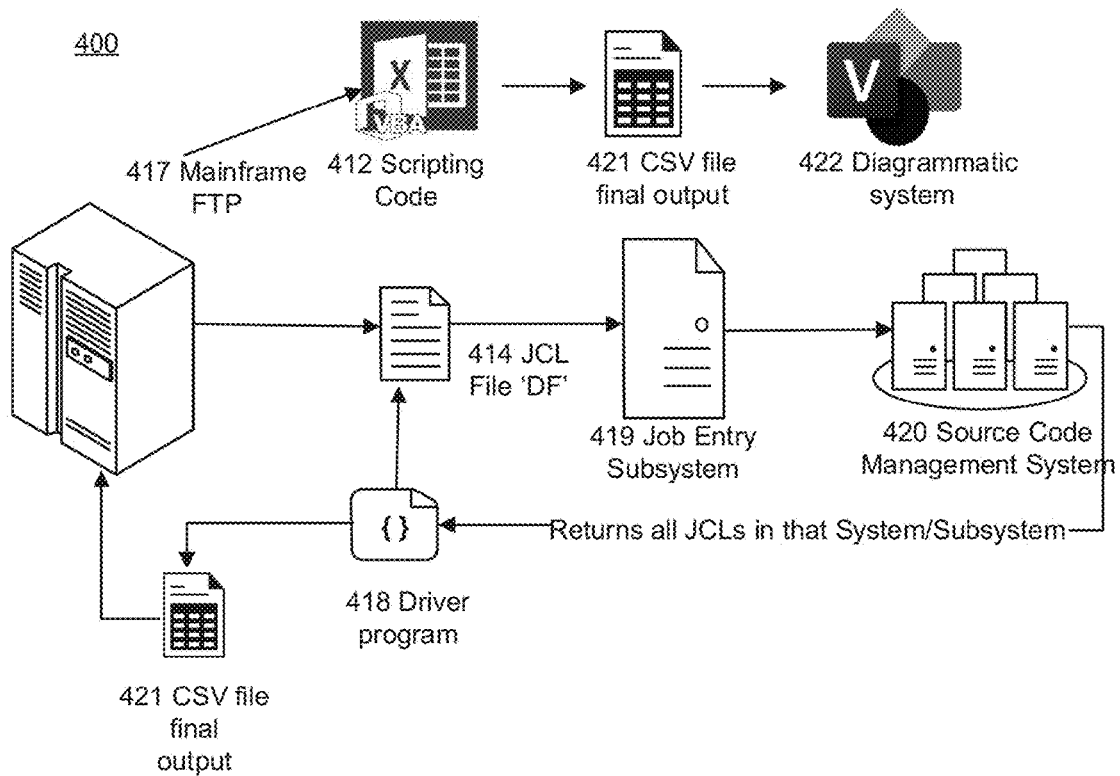 400
X
VBA
V
417 Mainframe
FTP
412 Scripting
Code
421 CSV file
final output
422 Diagrammatic
system
414 JCL
File 'DF'
419 Job Entry
Subsystem
420 Source Code
Management System
{}
Returns all JCLs in that System/Subsystem
418 Driver
program
421 CSV file
final
output